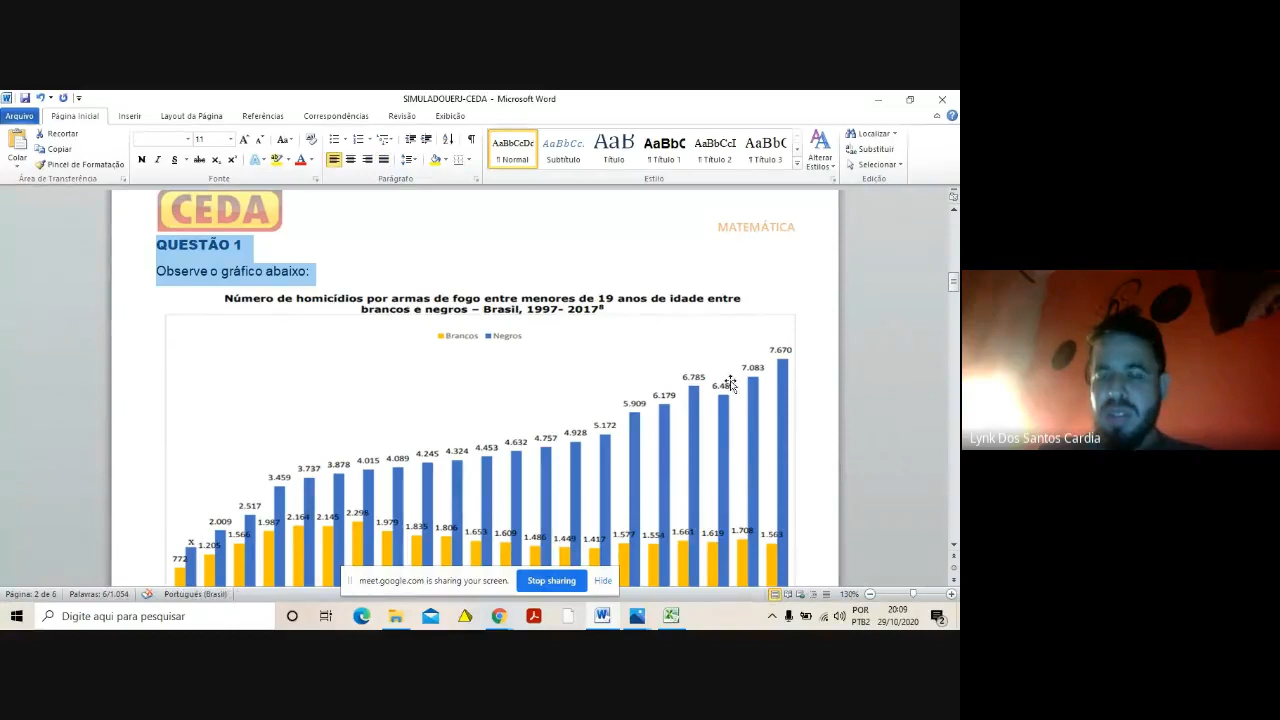 SIMULADOUERJ-CEDA - Microsoft Word
Arquivo Página Inicial Inserir Layout da Página Referências Correspondências Revisão Exibição
Colar Recortar Copiar Pincel de Formatação
11
Aa
N I S abc x₂ x² A
AaBbCcDc AaBbCc. AaB AaBbC AaBbCcI AaBbC
¶ Normal Subtítulo Título ¶ Título 1 ¶ Título 2 ¶ Título 3
Alterar Estilos
Localizar
Substituir
Selecionar
Área de Transferência Fonte Parágrafo Estilo Edição
CEDA
MATEMÁTICA
QUESTÃO 1
Observe o gráfico abaixo:
Número de homicídios por armas de fogo entre menores de 19 anos de idade entre
brancos e negros – Brasil, 1997- 2017⁸
Brancos Negros
x 2.009 2.517 3.459 3.737 3.878 4.015 4.089 4.245 4.324 4.453 4.632 4.757 4.928 5.172 5.909 6.179 6.785 7.083 7.670
772 1.205 1.566 1.987 2.164 2.145 2.298 1.979 1.835 1.806 1.653 1.609 1.486 1.449 1.417 1.577 1.554 1.661 1.619 1.708 1.563
meet.google.com is sharing your screen. Stop sharing Hide
Página: 2 de 6 Palavras: 6/1.054 Português (Brasil) 130%
Digite aqui para pesquisar
POR
PTB2
20:09
29/10/2020
2
Lynk Dos Santos Cardia